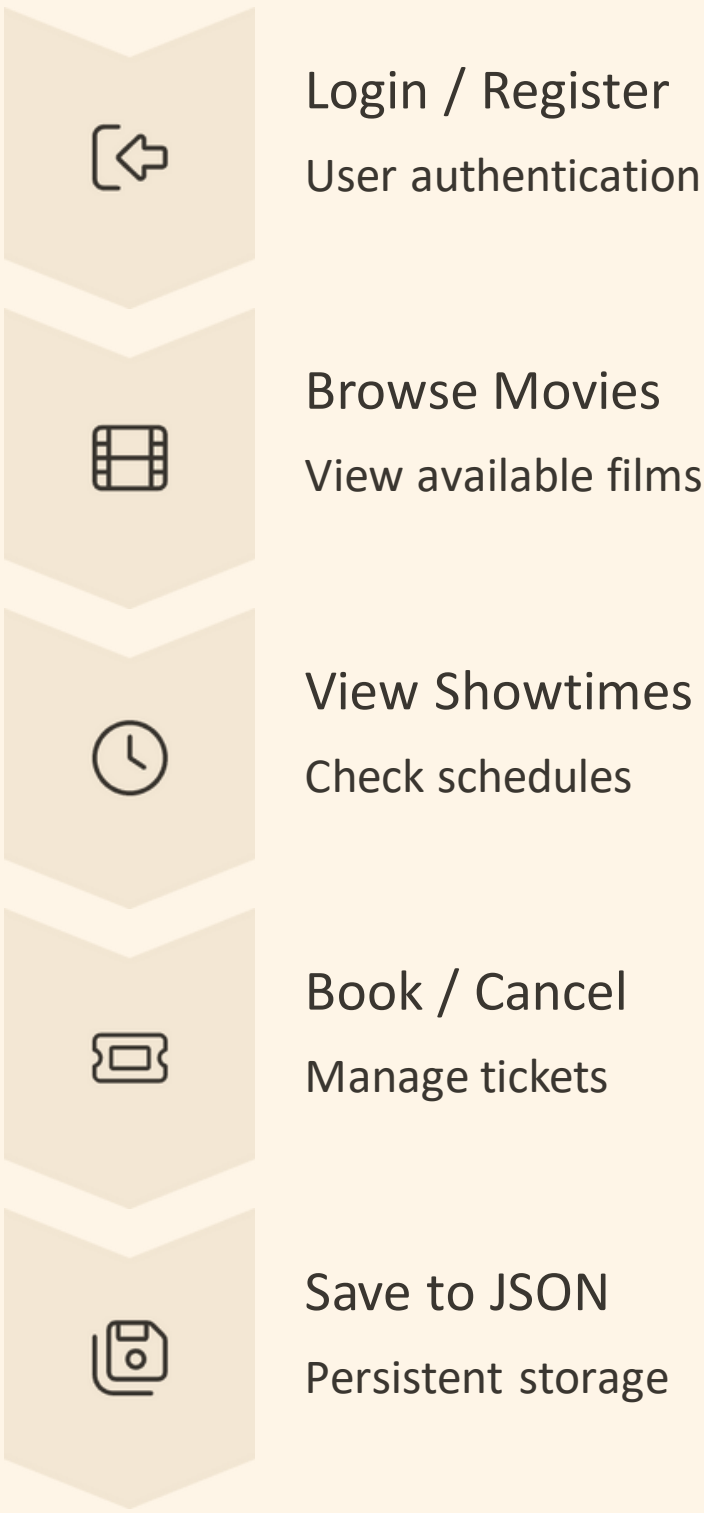 Login / Register
User authentication
Browse Movies
View available films
View Showtimes
Check schedules
Book / Cancel
Manage tickets
Save to JSON
Persistent storage